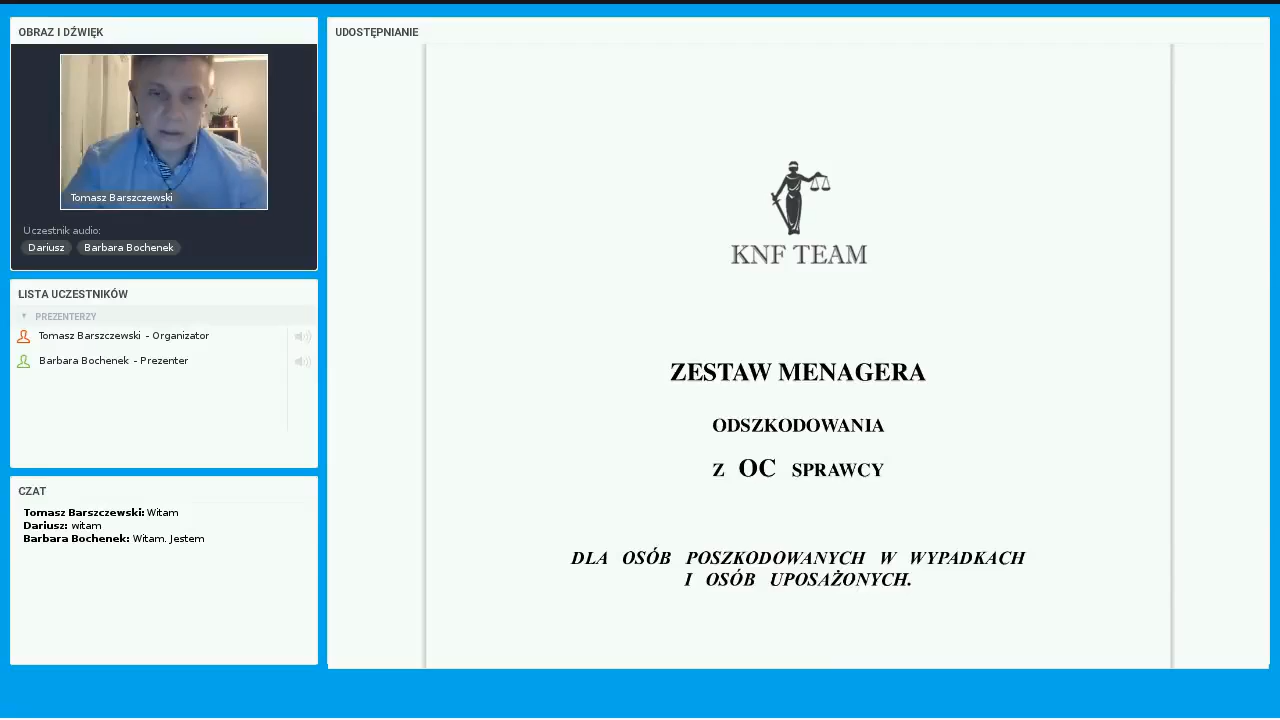 OBRAZ I DŹWIĘK
Tomasz Barszczewski
Uczestnik audio:
Dariusz Barbara Bochenek
LISTA UCZESTNIKÓW
PREZENTERZY
Tomasz Barszczewski - Organizator
Barbara Bochenek - Prezenter
CZAT
Tomasz Barszczewski: Witam
Dariusz: witam
Barbara Bochenek: Witam. Jestem
UDOSTĘPNIANIE
KNF TEAM
ZESTAW MENAGERA
ODSZKODOWANIA
Z OC SPRAWCY
DLA OSÓB POSZKODOWANYCH W WYPADKACH
I OSÓB UPOSAŻONYCH.